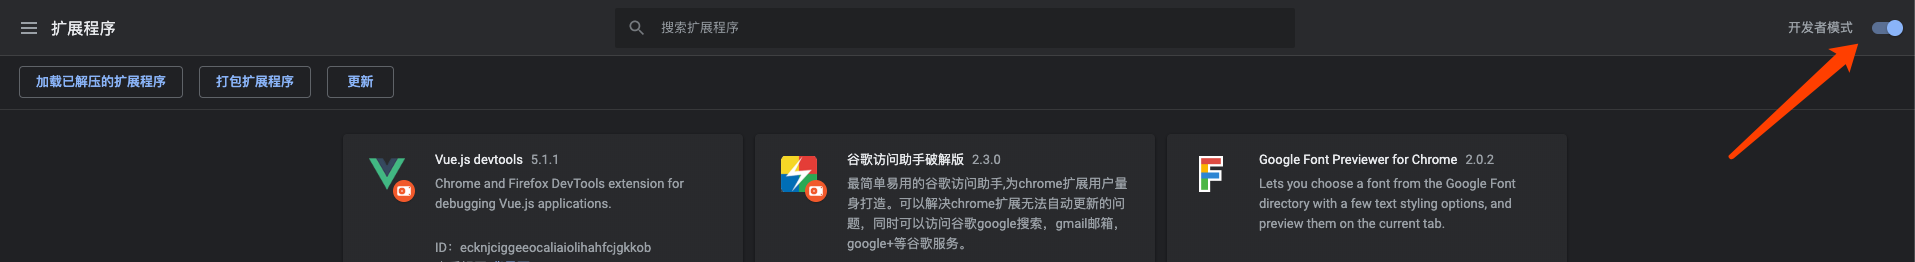 扩展程序
搜索扩展程序
开发者模式
加载已解压的扩展程序
打包扩展程序
更新
Vue.js devtools 5.1.1
Chrome and Firefox DevTools extension for
debugging Vue.js applications.
ID：ecknjciggeeocaliaiolihahfcjgkkob
谷歌访问助手破解版 2.3.0
最简单易用的谷歌访问助手,为chrome扩展用户量
身打造。可以解决chrome扩展无法自动更新的问
题，同时可以访问谷歌google搜索，gmail邮箱，
google+等谷歌服务。
Google Font Previewer for Chrome 2.0.2
Lets you choose a font from the Google Font
directory with a few text styling options, and
preview them on the current tab.